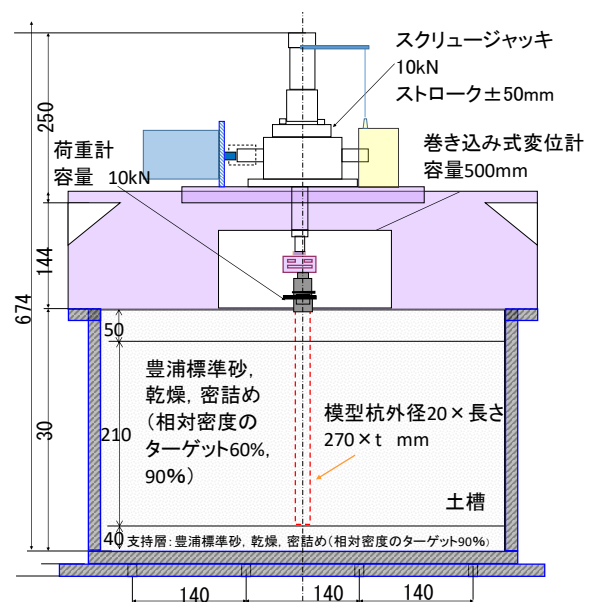 スクリュージャッキ
10kN
ストローク±50mm
巻き込み式変位計
容量500mm
荷重計
容量 10kN
250
144
674
50
210
30
40
豊浦標準砂,
乾燥, 密詰め
（相対密度の
ターゲット60%,
90%）
模型杭外径20×長さ
270×t mm
土槽
支持層:豊浦標準砂, 乾燥, 密詰め(相対密度のターゲット90%)
140
140
140